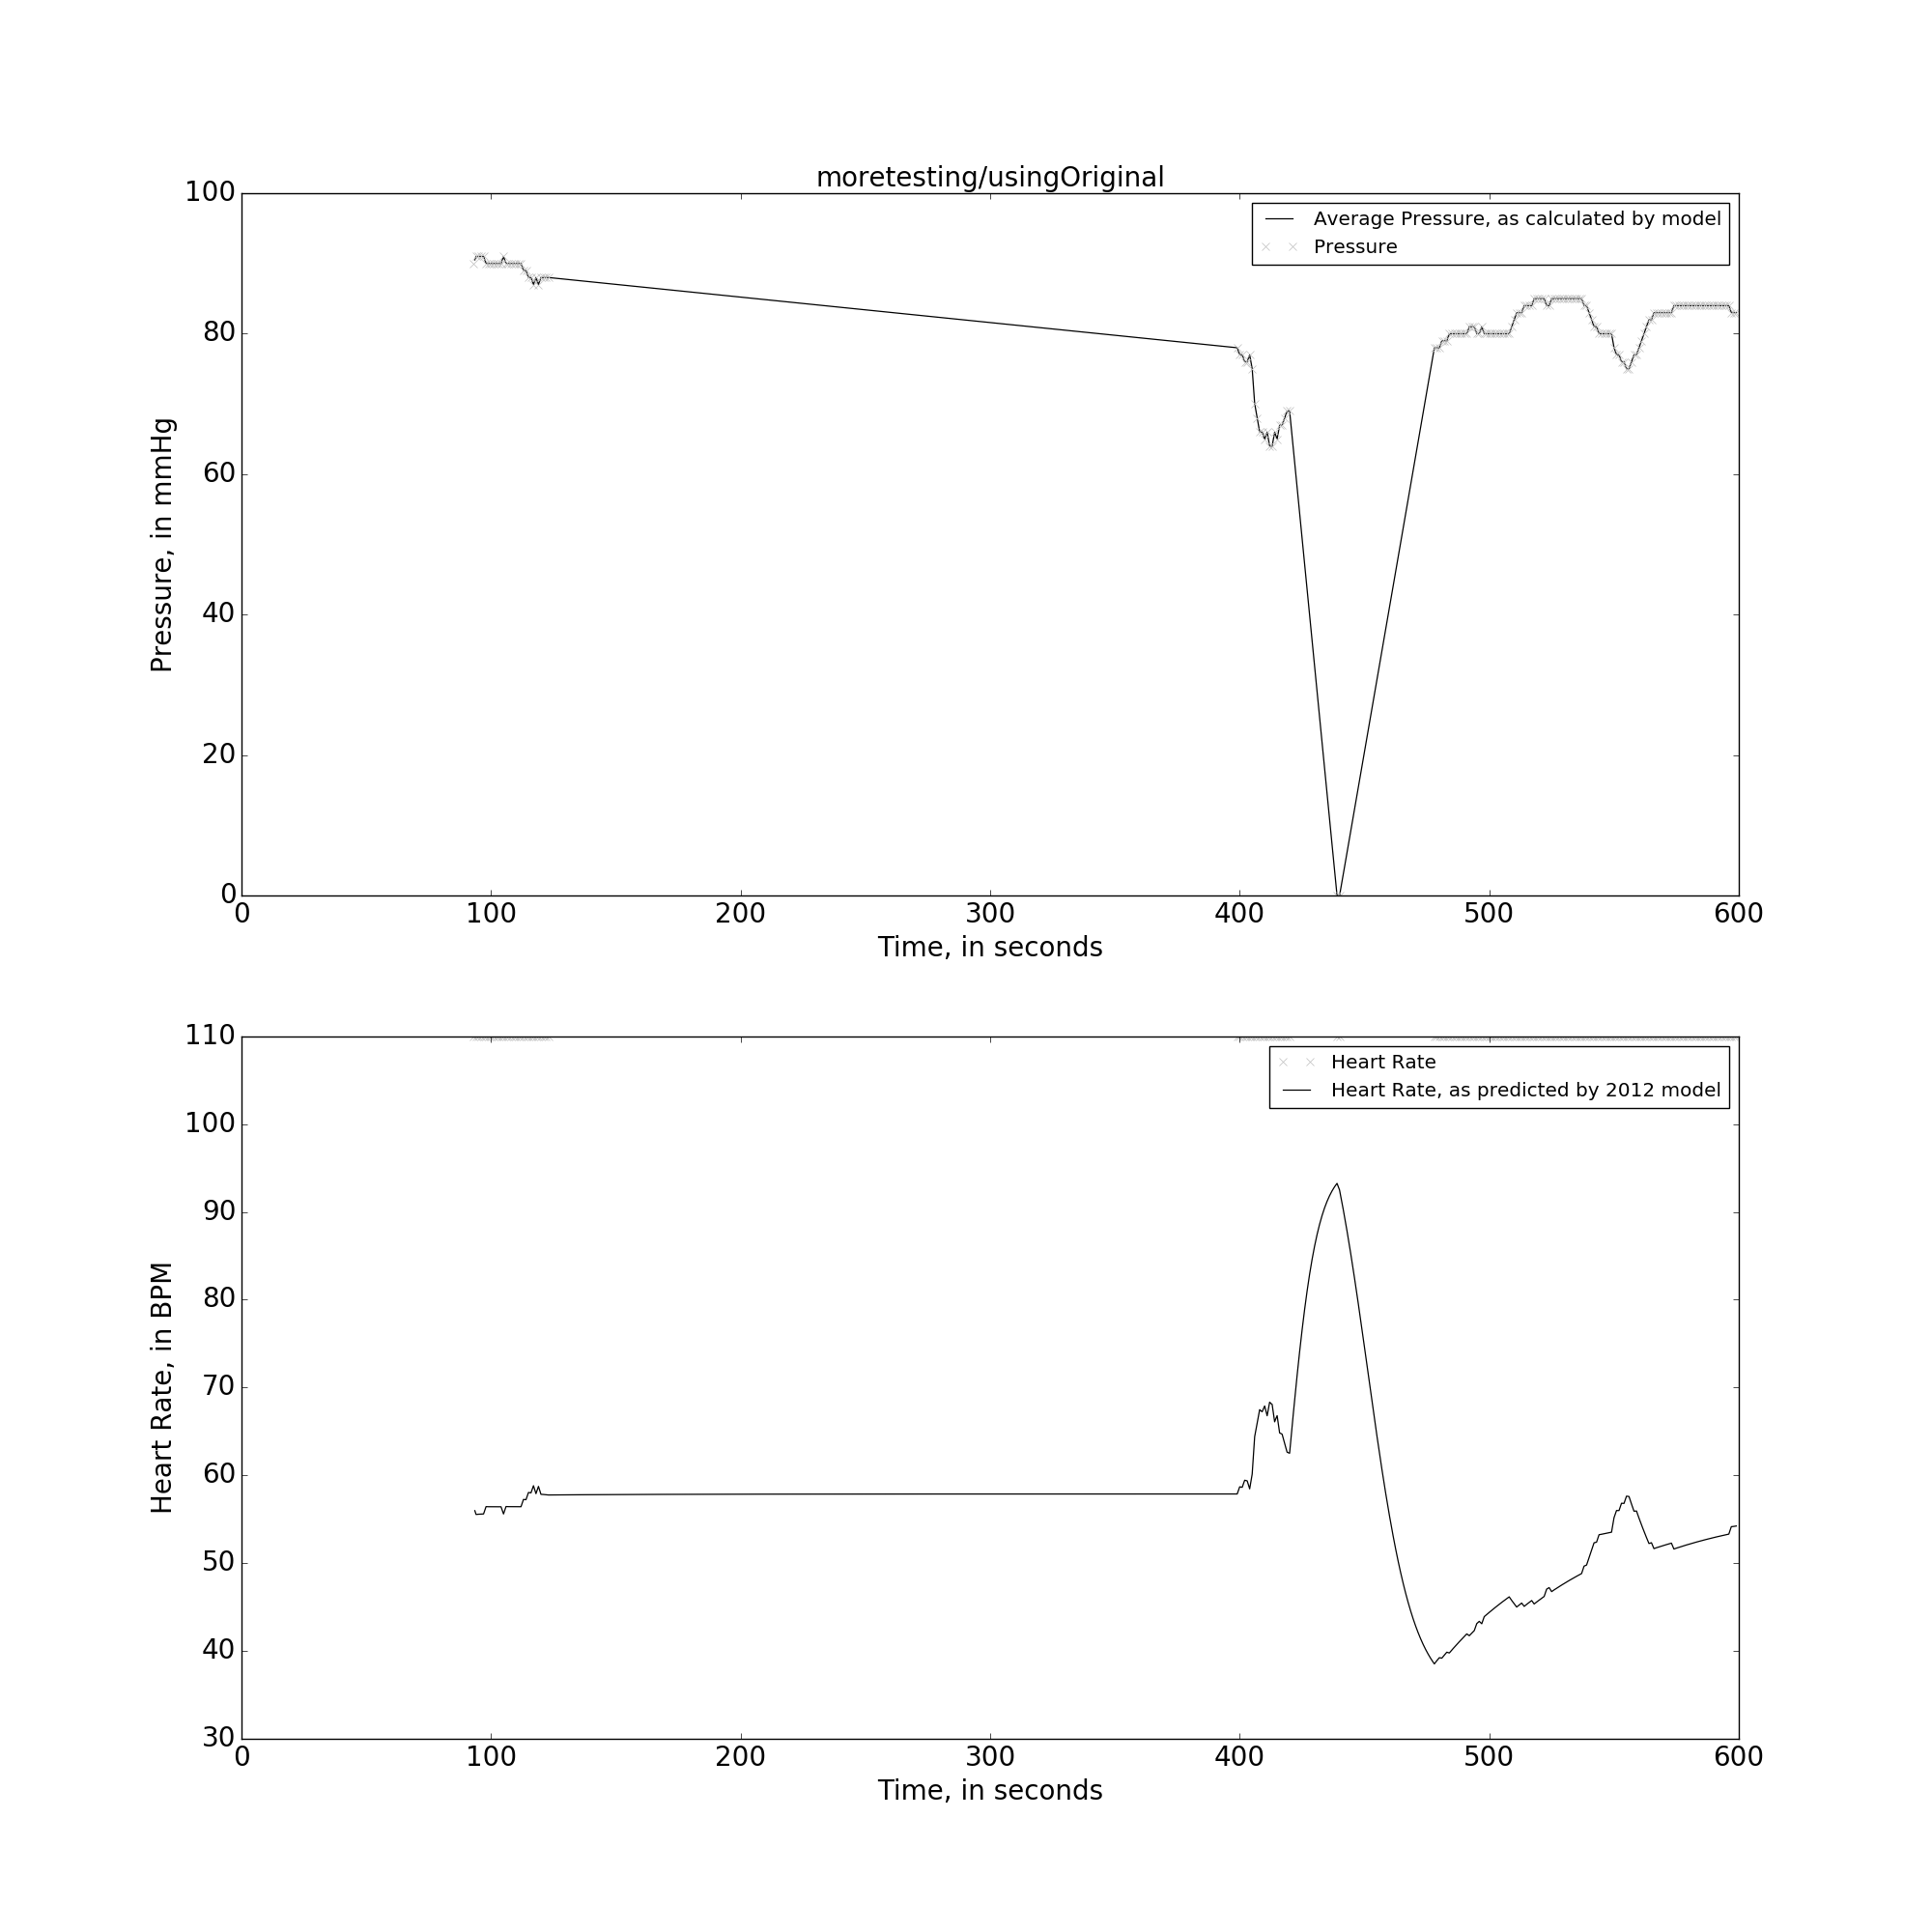 moretesting/usingOriginal
100
80
60
40
20
0
Pressure, in mmHg
Average Pressure, as calculated by model
Pressure
0 100 200 300 400 500 600
Time, in seconds
110
100
90
80
70
60
50
40
30
Heart Rate, in BPM
Heart Rate
Heart Rate, as predicted by 2012 model
0 100 200 300 400 500 600
Time, in seconds